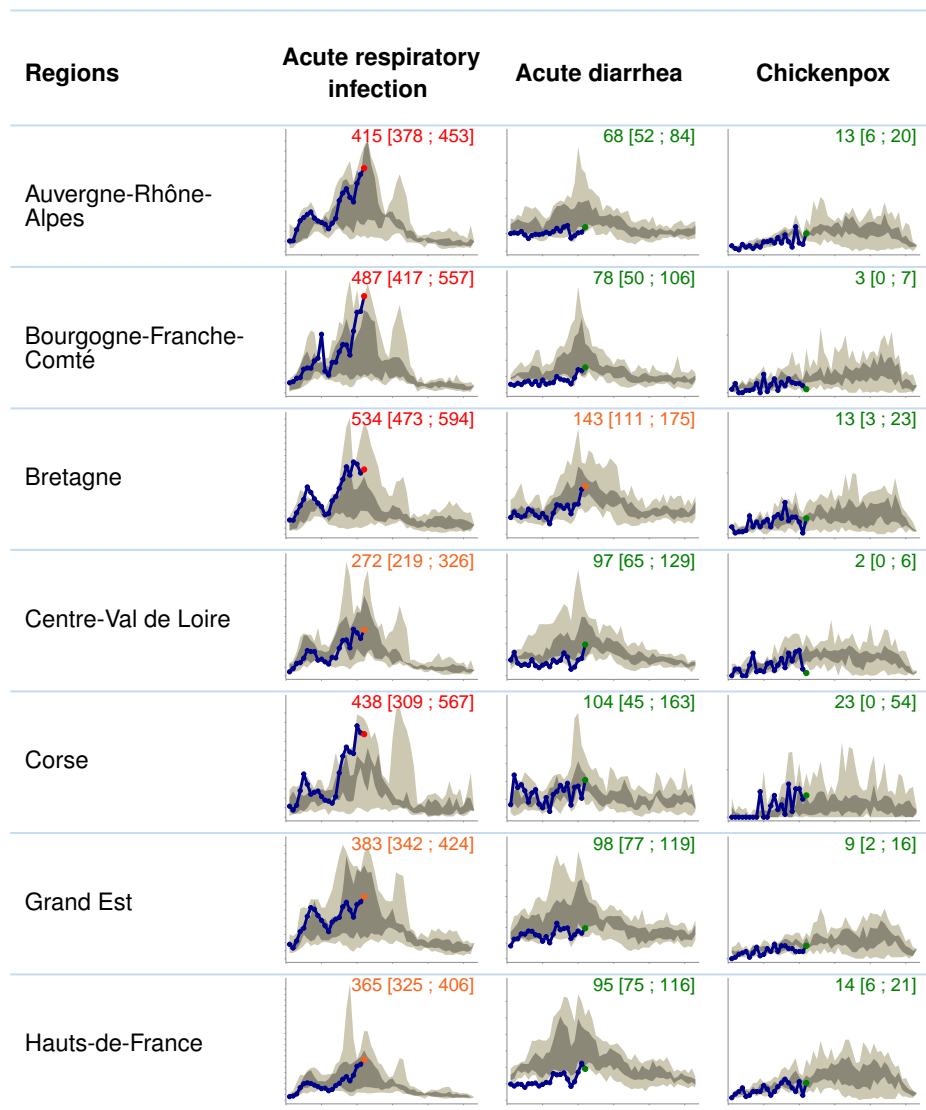 Regions
Acute respiratory
infection
Acute diarrhea
Chickenpox
Auvergne-Rhône-
Alpes
415 [378 ; 453]
68 [52 ; 84]
13 [6 ; 20]
Bourgogne-Franche-
Comté
487 [417 ; 557]
78 [50 ; 106]
3 [0 ; 7]
Bretagne
534 [473 ; 594]
143 [111 ; 175]
13 [3 ; 23]
Centre-Val de Loire
272 [219 ; 326]
97 [65 ; 129]
2 [0 ; 6]
Corse
438 [309 ; 567]
104 [45 ; 163]
23 [0 ; 54]
Grand Est
383 [342 ; 424]
98 [77 ; 119]
9 [2 ; 16]
Hauts-de-France
365 [325 ; 406]
95 [75 ; 116]
14 [6 ; 21]